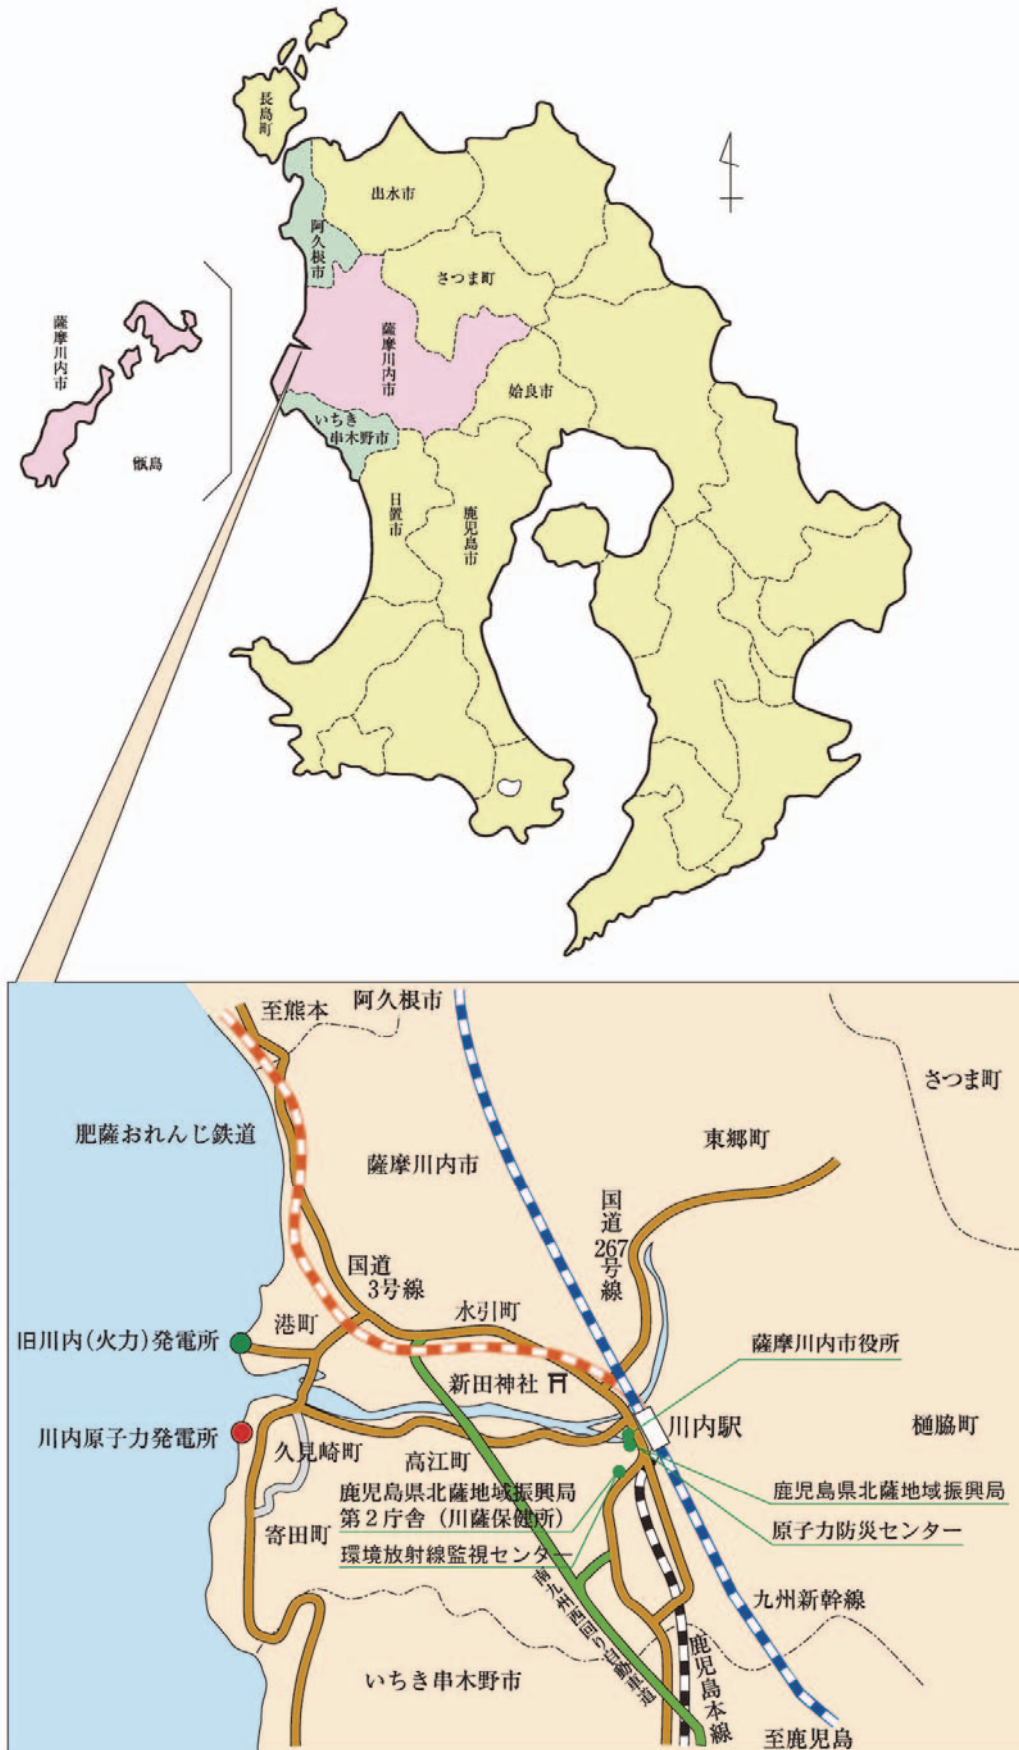 長島町
出水市
阿久根市
さつま町
薩摩川内市
薩摩川内市
甑島
姶良市
いちき
串木野市
日置市
鹿児島市
至熊本
阿久根市
さつま町
肥薩おれんじ鉄道
薩摩川内市
東郷町
国道
267
号線
国道
3号線
水引町
港町
旧川内(火力)発電所
薩摩川内市役所
新田神社
川内駅
樋脇町
川内原子力発電所
久見崎町
高江町
鹿児島県北薩地域振興局
第2庁舎(川薩保健所)
鹿児島県北薩地域振興局
原子力防災センター
寄田町
環境放射線監視センター
南九州西回り自動車道
九州新幹線
鹿児島本線
いちき串木野市
至鹿児島